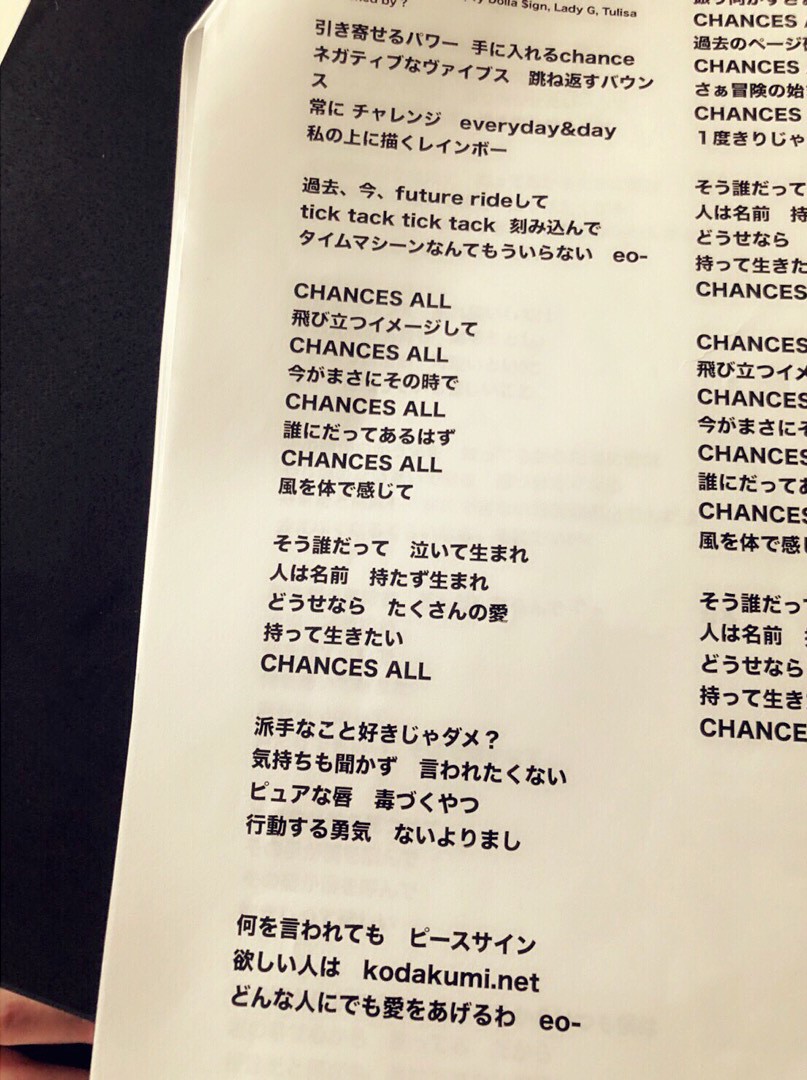 Dolla $ign, Lady G, Tulisa
by ?
引き寄せるパワー 手に入れるchance
ネガティブなヴァイブス 跳ね返すバウン
ス
常に チャレンジ everyday&day
私の上に描くレインボー
過去、今、future rideして
tick tack tick tack 刻み込んで
タイムマシーンなんてもういらない eo-
CHANCES ALL
飛び立つイメージして
CHANCES ALL
今がまさにその時で
CHANCES ALL
誰にだってあるはず
CHANCES ALL
風を体で感じて
そう誰だって 泣いて生まれ
人は名前 持たず生まれ
どうせなら たくさんの愛
持って生きたい
CHANCES ALL
派手なこと好きじゃダメ？
気持ちも聞かず 言われたくない
ピュアな唇 毒づくやつ
行動する勇気 ないよりまし
何を言われても ピースサイン
欲しい人は kodakumi.net
どんな人にでも愛をあげるわ eo-
CHANCES
過去のページ
CHANCES
さぁ冒険の始
CHANCES
１度きりじゃ
そう誰だって
人は名前 持
どうせなら
持って生きた
CHANCES
CHANCES
飛び立つイメ
CHANCES
今がまさにそ
CHANCES
誰にだってあ
CHANCES
風を体で感
そう誰だっ
人は名前
どうせなら
持って生き
CHANCE